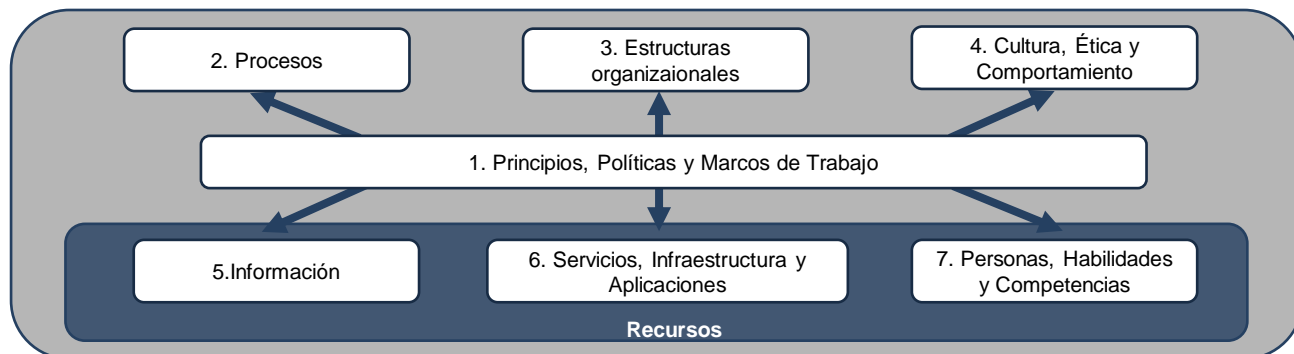 2. Procesos
3. Estructuras
organizaionales
4. Cultura, Ética y
Comportamiento
1. Principios, Políticas y Marcos de Trabajo
5.Información
6. Servicios, Infraestructura y
Aplicaciones
7. Personas, Habilidades
y Competencias
Recursos